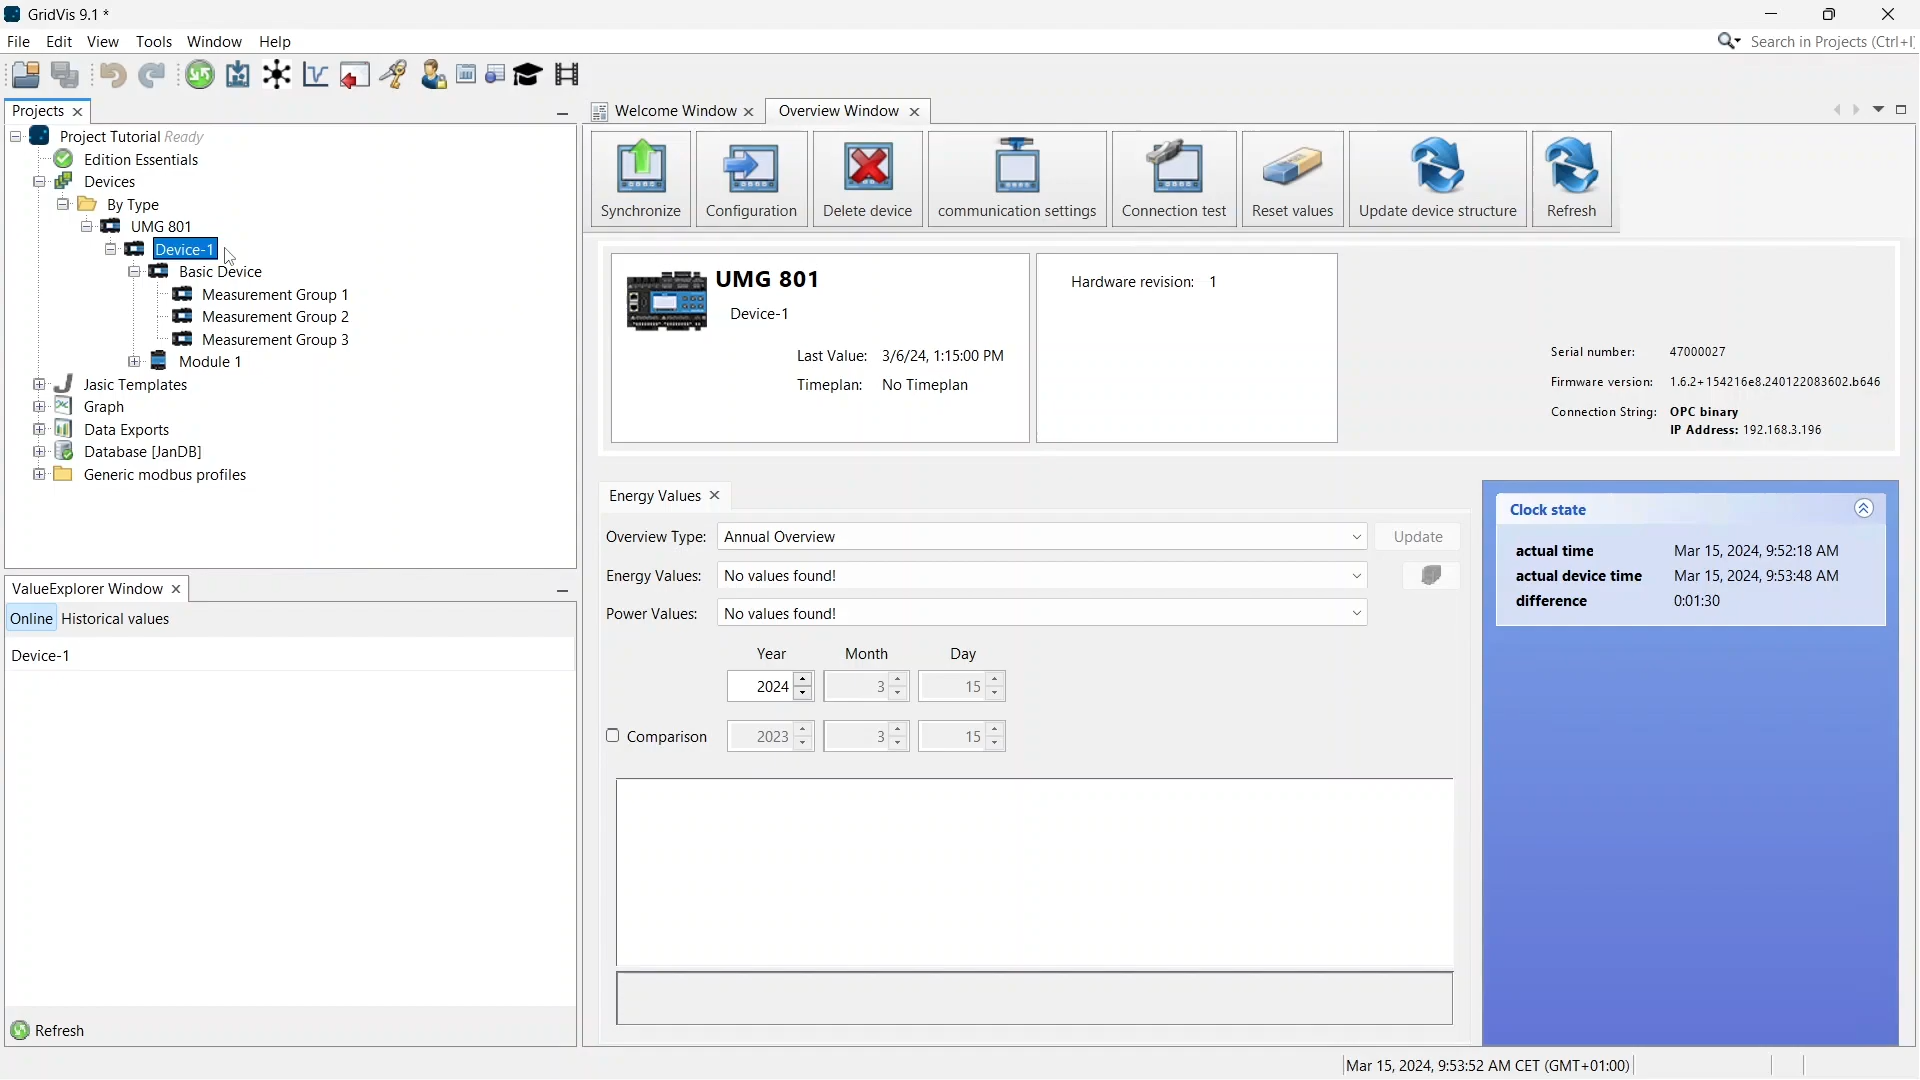 GridVis 9.1 *
File Edit View Tools Window Help
Search in Projects (Ctrl+I
Projects
Project Tutorial Ready
Edition Essentials
Devices
By Type
UMG 801
Device-1
Basic Device
Measurement Group 1
Measurement Group 2
Measurement Group 3
Module 1
Jasic Templates
Graph
Data Exports
Database [JanDB]
Generic modbus profiles
ValueExplorer Window
Online Historical values
Device-1
Refresh
Welcome Window Overview Window
Synchronize Configuration Delete device communication settings Connection test Reset values Update device structure Refresh
UMG 801
Device-1
Last Value: 3/6/24, 1:15:00 PM
Timeplan: No Timeplan
Hardware revision: 1
Serial number: 47000027
Firmware version: 1.6.2+154216e8.240122083602.b646
Connection String: OPC binary
IP Address: 192.168.3.196
Energy Values
Overview Type: Annual Overview Update
Energy Values: No values found!
Power Values: No values found!
Year Month Day
2024 3 15
Comparison 2023 3 15
Clock state
actual time Mar 15, 2024, 9:52:18 AM
actual device time Mar 15, 2024, 9:53:48 AM
difference 0:01:30
Mar 15, 2024, 9:53:52 AM CET (GMT+01:00)